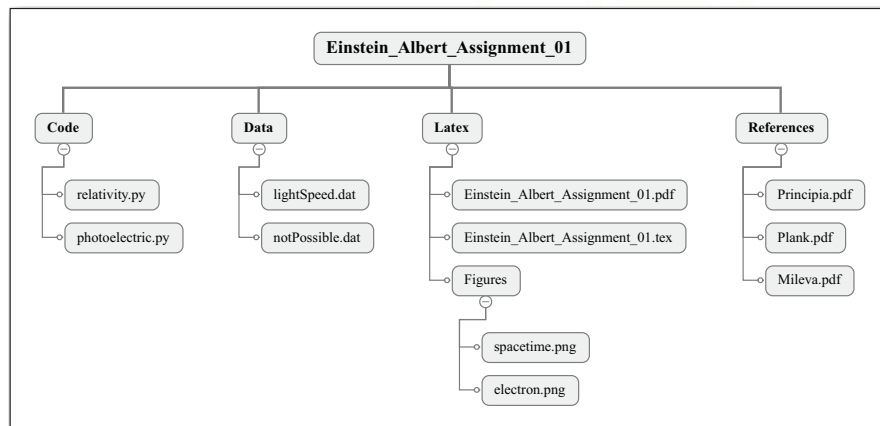 Einstein_Albert_Assignment_01
Code
relativity.py
photoelectric.py
Data
lightSpeed.dat
notPossible.dat
Latex
Einstein_Albert_Assignment_01.pdf
Einstein_Albert_Assignment_01.tex
Figures
spacetime.png
electron.png
References
Principia.pdf
Plank.pdf
Mileva.pdf